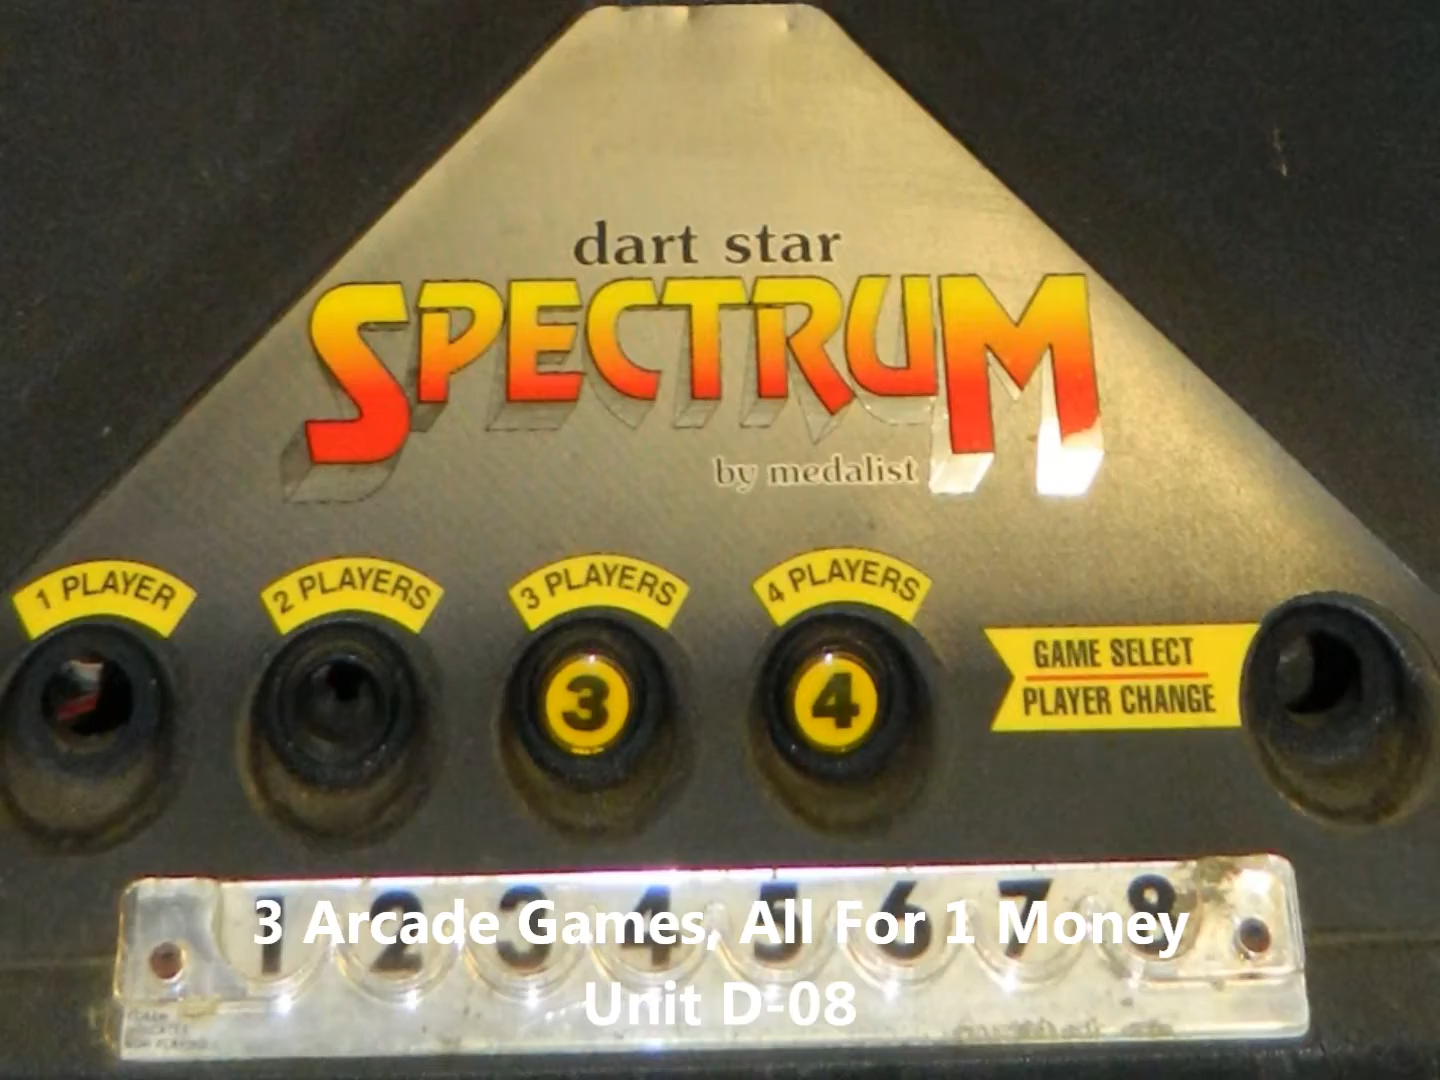 dart star
SPECTRUM
by medalist
1 PLAYER
2 PLAYERS
3 PLAYERS
4 PLAYERS
3
4
GAME SELECT
PLAYER CHANGE
1 2 3 4 5 6 7 8
3 Arcade Games, All For 1 Money
Unit D-08